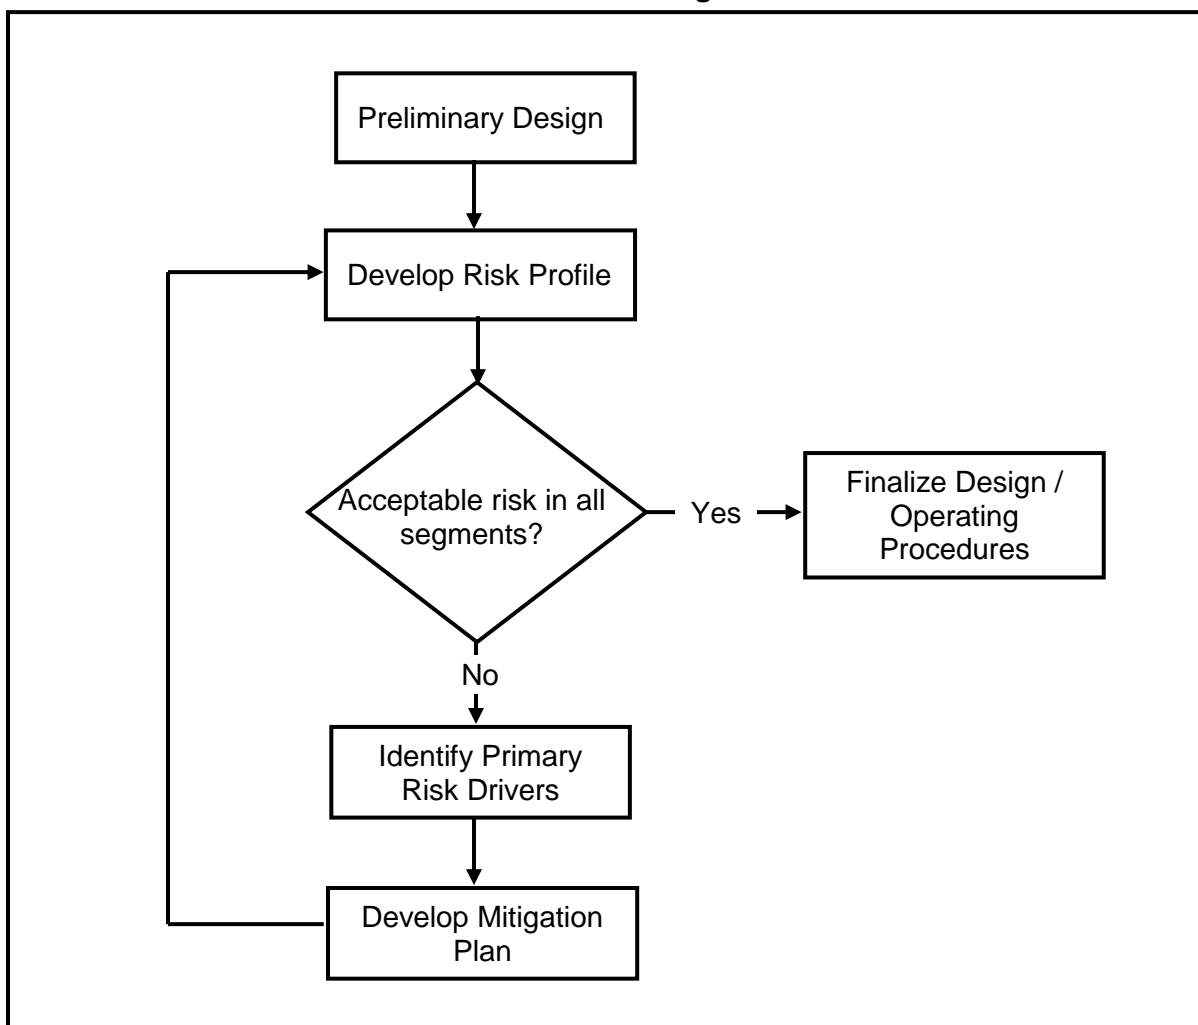 Preliminary Design
Develop Risk Profile
Acceptable risk in all
segments?
Yes
Finalize Design /
Operating
Procedures
No
Identify Primary
Risk Drivers
Develop Mitigation
Plan